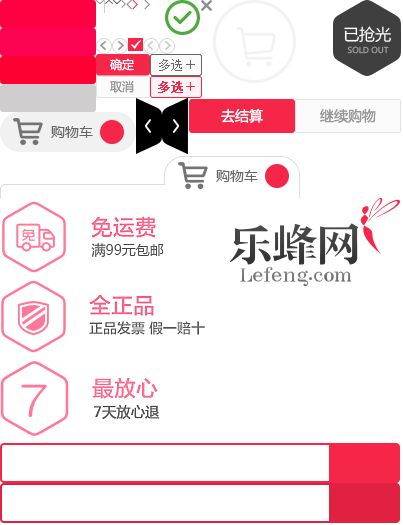 已抢光
SOLD OUT
确定
多选
取消
多选
去结算
继续购物
购物车
购物车
免
免运费
满99元包邮
乐蜂网
Lefeng.com
全正品
正品发票 假一赔十
7
最放心
7天放心退